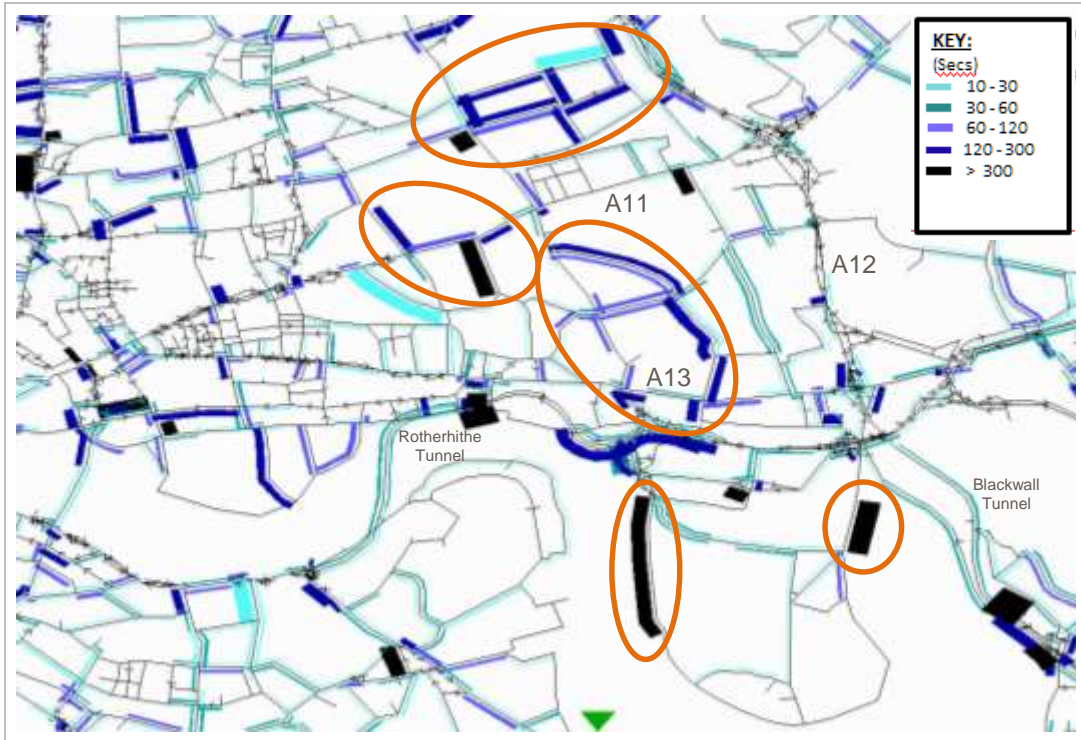 KEY:
(Secs)
10 - 30
30 - 60
60 - 120
120 - 300
> 300
A11
A12
A13
Rotherhithe
Tunnel
Blackwall
Tunnel